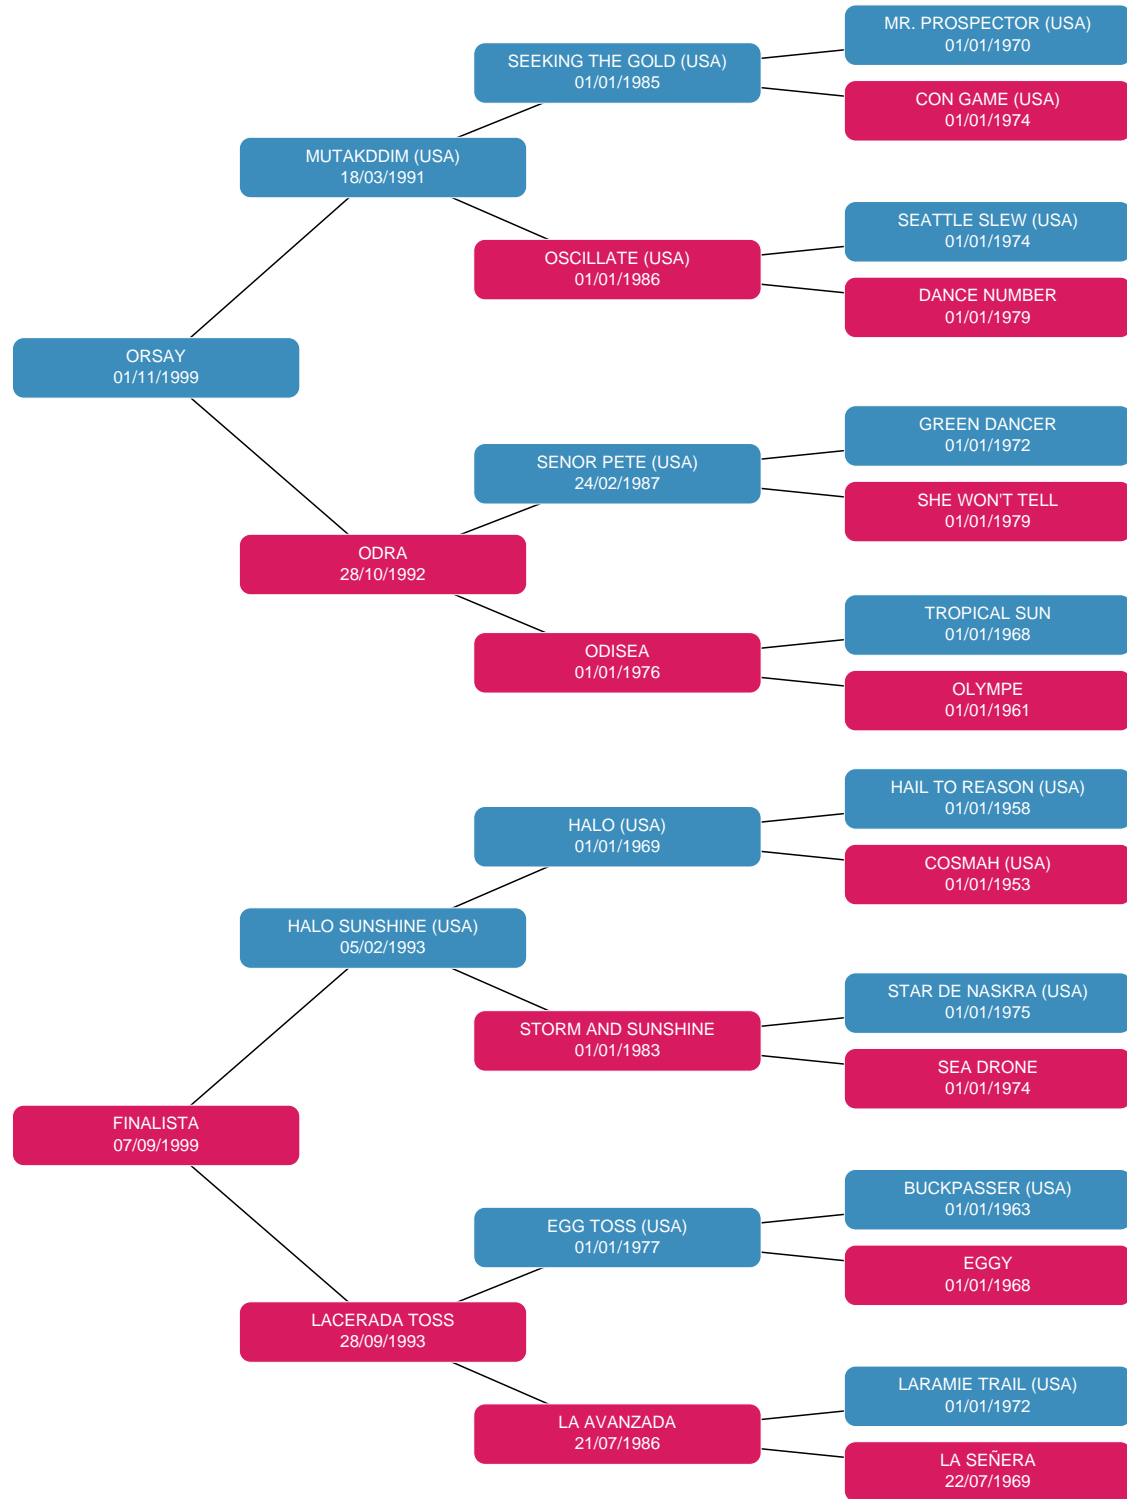 MR. PROSPECTOR (USA)
01/01/1970
SEEKING THE GOLD (USA)
01/01/1985
CON GAME (USA)
01/01/1974
MUTAKDDIM (USA)
18/03/1991
SEATTLE SLEW (USA)
01/01/1974
OSCILLATE (USA)
01/01/1986
DANCE NUMBER
01/01/1979
ORSAY
01/11/1999
GREEN DANCER
01/01/1972
SENOR PETE (USA)
24/02/1987
SHE WON'T TELL
01/01/1979
ODRA
28/10/1992
TROPICAL SUN
01/01/1968
ODISEA
01/01/1976
OLYMPE
01/01/1961
HAIL TO REASON (USA)
01/01/1958
HALO (USA)
01/01/1969
COSMAH (USA)
01/01/1953
HALO SUNSHINE (USA)
05/02/1993
STAR DE NASKRA (USA)
01/01/1975
STORM AND SUNSHINE
01/01/1983
SEA DRONE
01/01/1974
FINALISTA
07/09/1999
BUCKPASSER (USA)
01/01/1963
EGG TOSS (USA)
01/01/1977
EGGY
01/01/1968
LACERADA TOSS
28/09/1993
LARAMIE TRAIL (USA)
01/01/1972
LA AVANZADA
21/07/1986
LA SEÑERA
22/07/1969